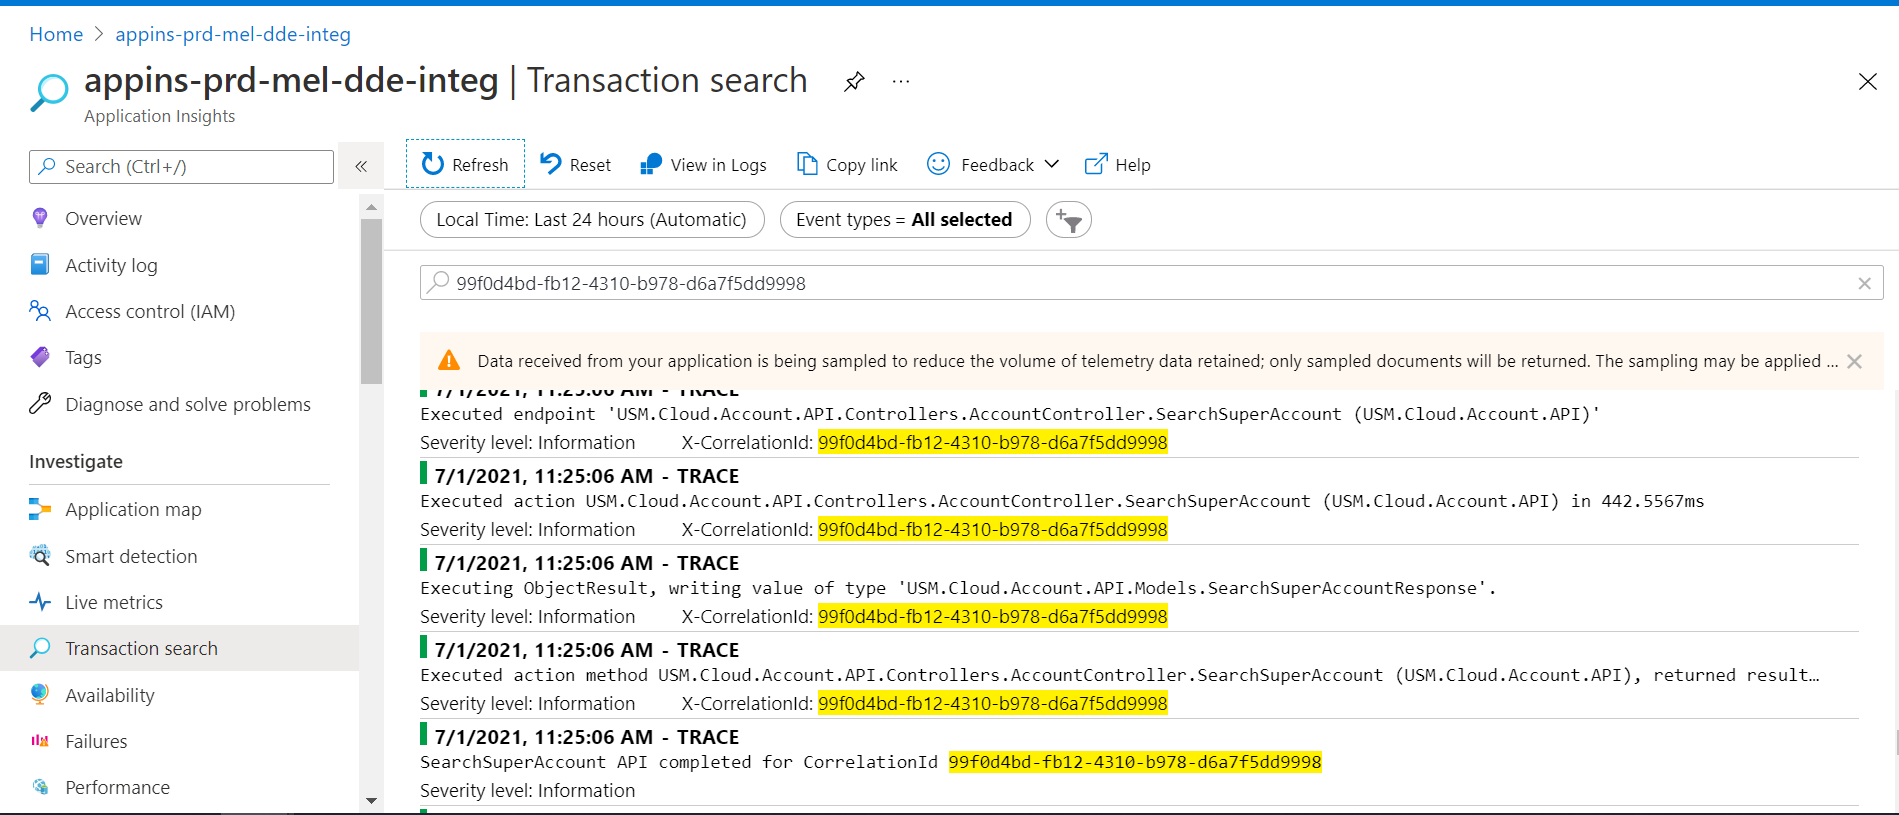 Home > appins-prd-mel-dde-integ
appins-prd-mel-dde-integ | Transaction search ...
Application Insights
Search (Ctrl+/)
«
Refresh Reset View in Logs Copy link Feedback Help
Overview
Activity log
Access control (IAM)
Tags
Diagnose and solve problems
Investigate
Application map
Smart detection
Live metrics
Transaction search
Availability
Failures
Performance
Local Time: Last 24 hours (Automatic) Event types = All selected
99f0d4bd-fb12-4310-b978-d6a7f5dd9998
Data received from your application is being sampled to reduce the volume of telemetry data retained; only sampled documents will be returned. The sampling may be applied ...
7/1/2021, 11:25:06 AM - TRACE
Executed endpoint 'USM.Cloud.Account.API.Controllers.AccountController.SearchSuperAccount (USM.Cloud.Account.API)'
Severity level: Information X-CorrelationId: 99f0d4bd-fb12-4310-b978-d6a7f5dd9998
7/1/2021, 11:25:06 AM - TRACE
Executed action USM.Cloud.Account.API.Controllers.AccountController.SearchSuperAccount (USM.Cloud.Account.API) in 442.5567ms
Severity level: Information X-CorrelationId: 99f0d4bd-fb12-4310-b978-d6a7f5dd9998
7/1/2021, 11:25:06 AM - TRACE
Executing ObjectResult, writing value of type 'USM.Cloud.Account.API.Models.SearchSuperAccountResponse'.
Severity level: Information X-CorrelationId: 99f0d4bd-fb12-4310-b978-d6a7f5dd9998
7/1/2021, 11:25:06 AM - TRACE
Executed action method USM.Cloud.Account.API.Controllers.AccountController.SearchSuperAccount (USM.Cloud.Account.API), returned result…
Severity level: Information X-CorrelationId: 99f0d4bd-fb12-4310-b978-d6a7f5dd9998
7/1/2021, 11:25:06 AM - TRACE
SearchSuperAccount API completed for CorrelationId 99f0d4bd-fb12-4310-b978-d6a7f5dd9998
Severity level: Information